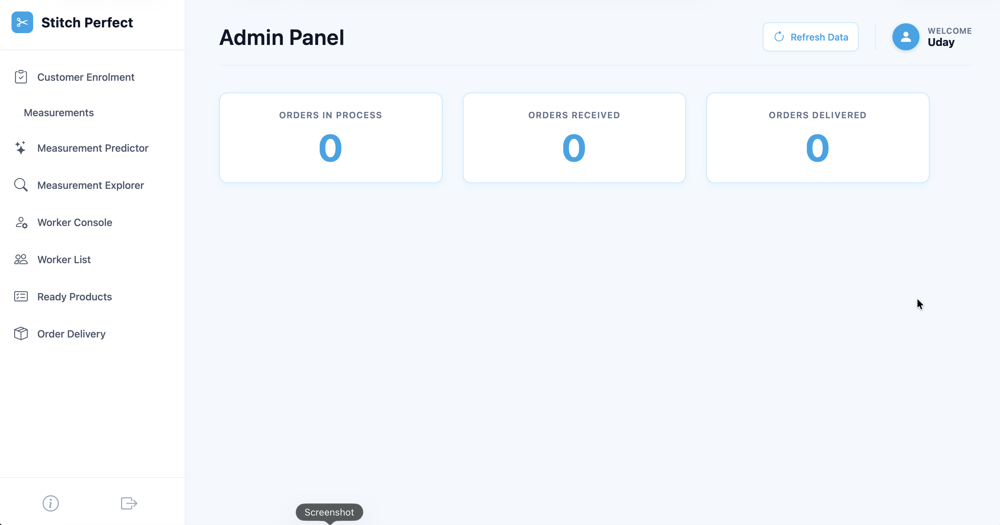 Stitch Perfect
Customer Enrolment
Measurements
Measurement Predictor
Measurement Explorer
Worker Console
Worker List
Ready Products
Order Delivery
Admin Panel
Refresh Data
WELCOME
Uday
ORDERS IN PROCESS
0
ORDERS RECEIVED
0
ORDERS DELIVERED
0
Screenshot